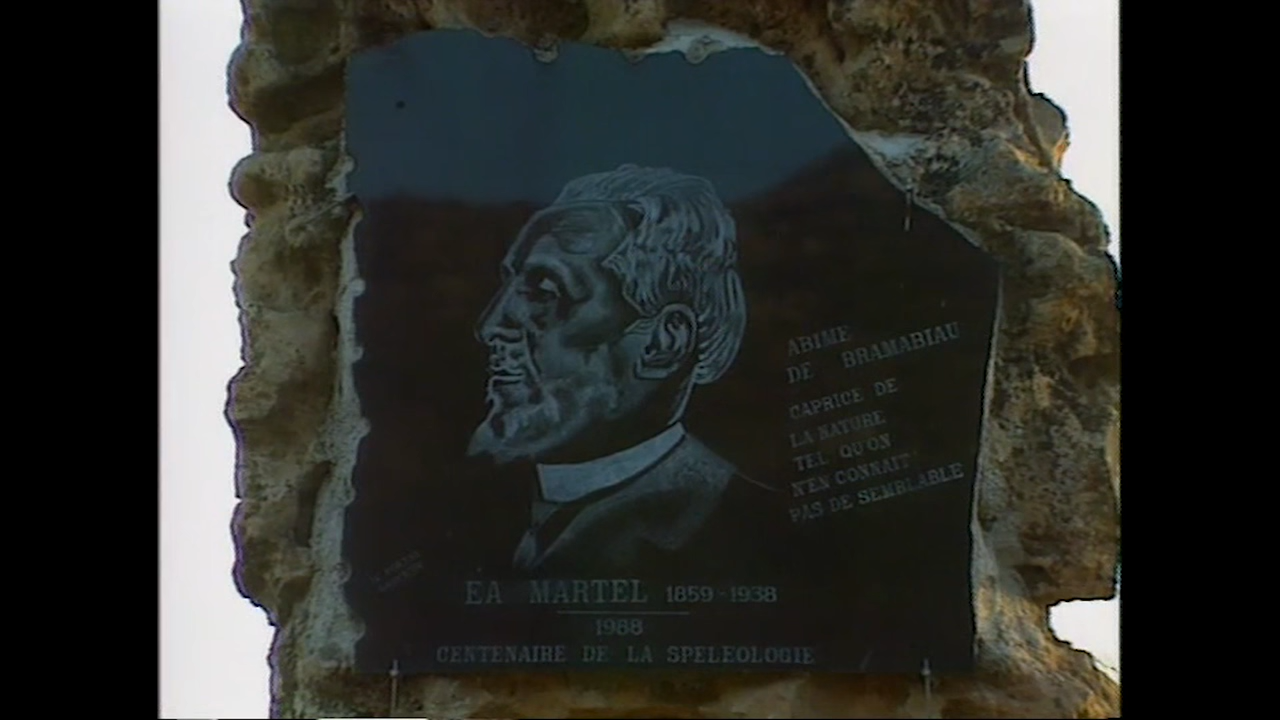 ABIME
DE BRAMABIAU
CAPRICE DE
LA NATURE
TEL QU'ON
N'EN CONNAIT
PAS DE SEMBLABLE
EA MARTEL 1859-1938
1988
CENTENAIRE DE LA SPELEOLOGIE